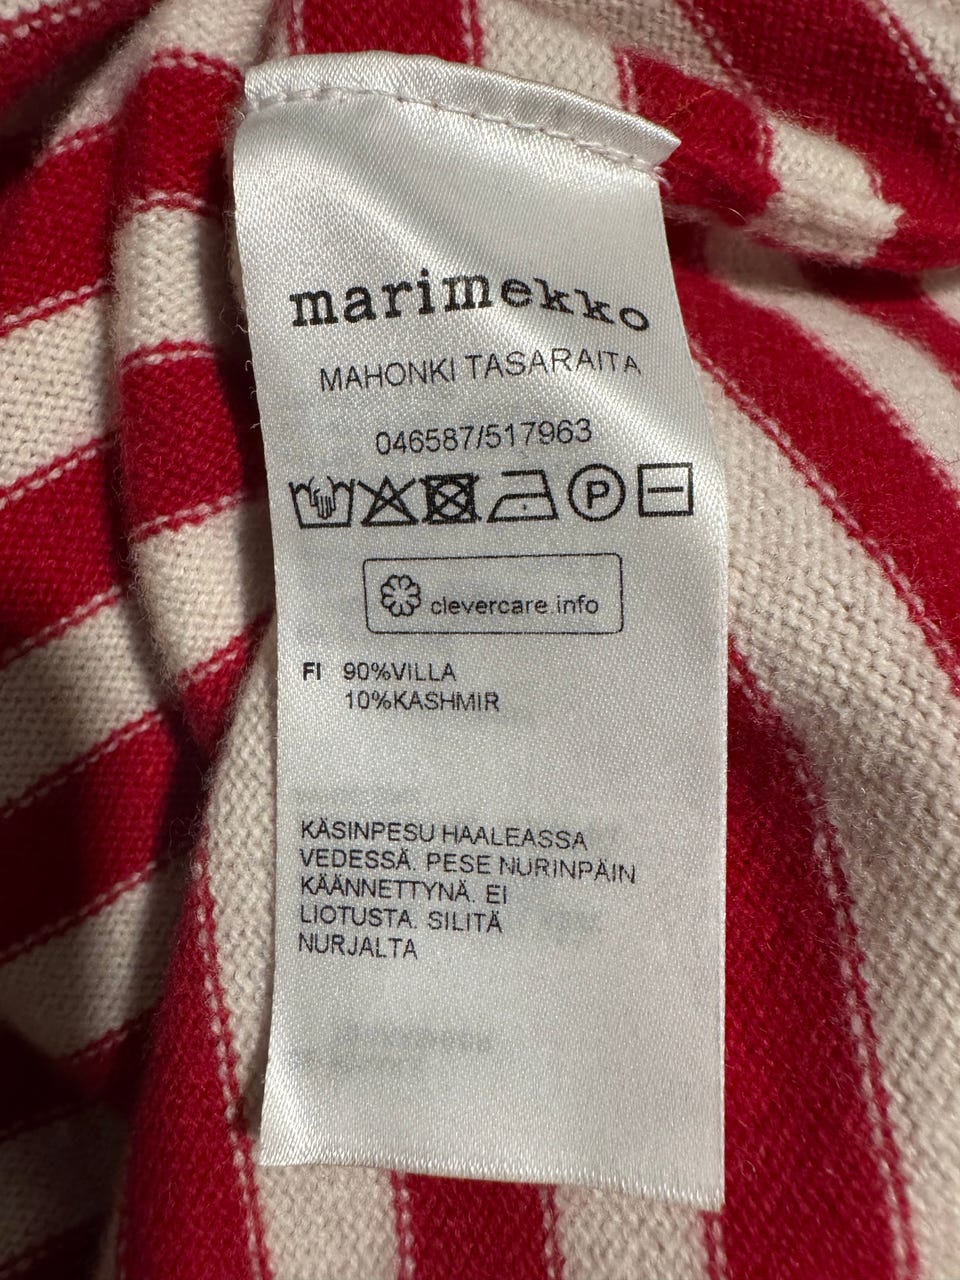 marimekko
MAHONKI TASARAITA
046587/517963
P
clevercare.info
FI 90%VILLA
10%KASHMIR
KÄSINPESU HAALEASSA
VEDESSÄ. PESE NURINPÄIN
KÄÄNNETTYNÄ. EI
LIOTUSTA. SILITÄ
NURJALTA